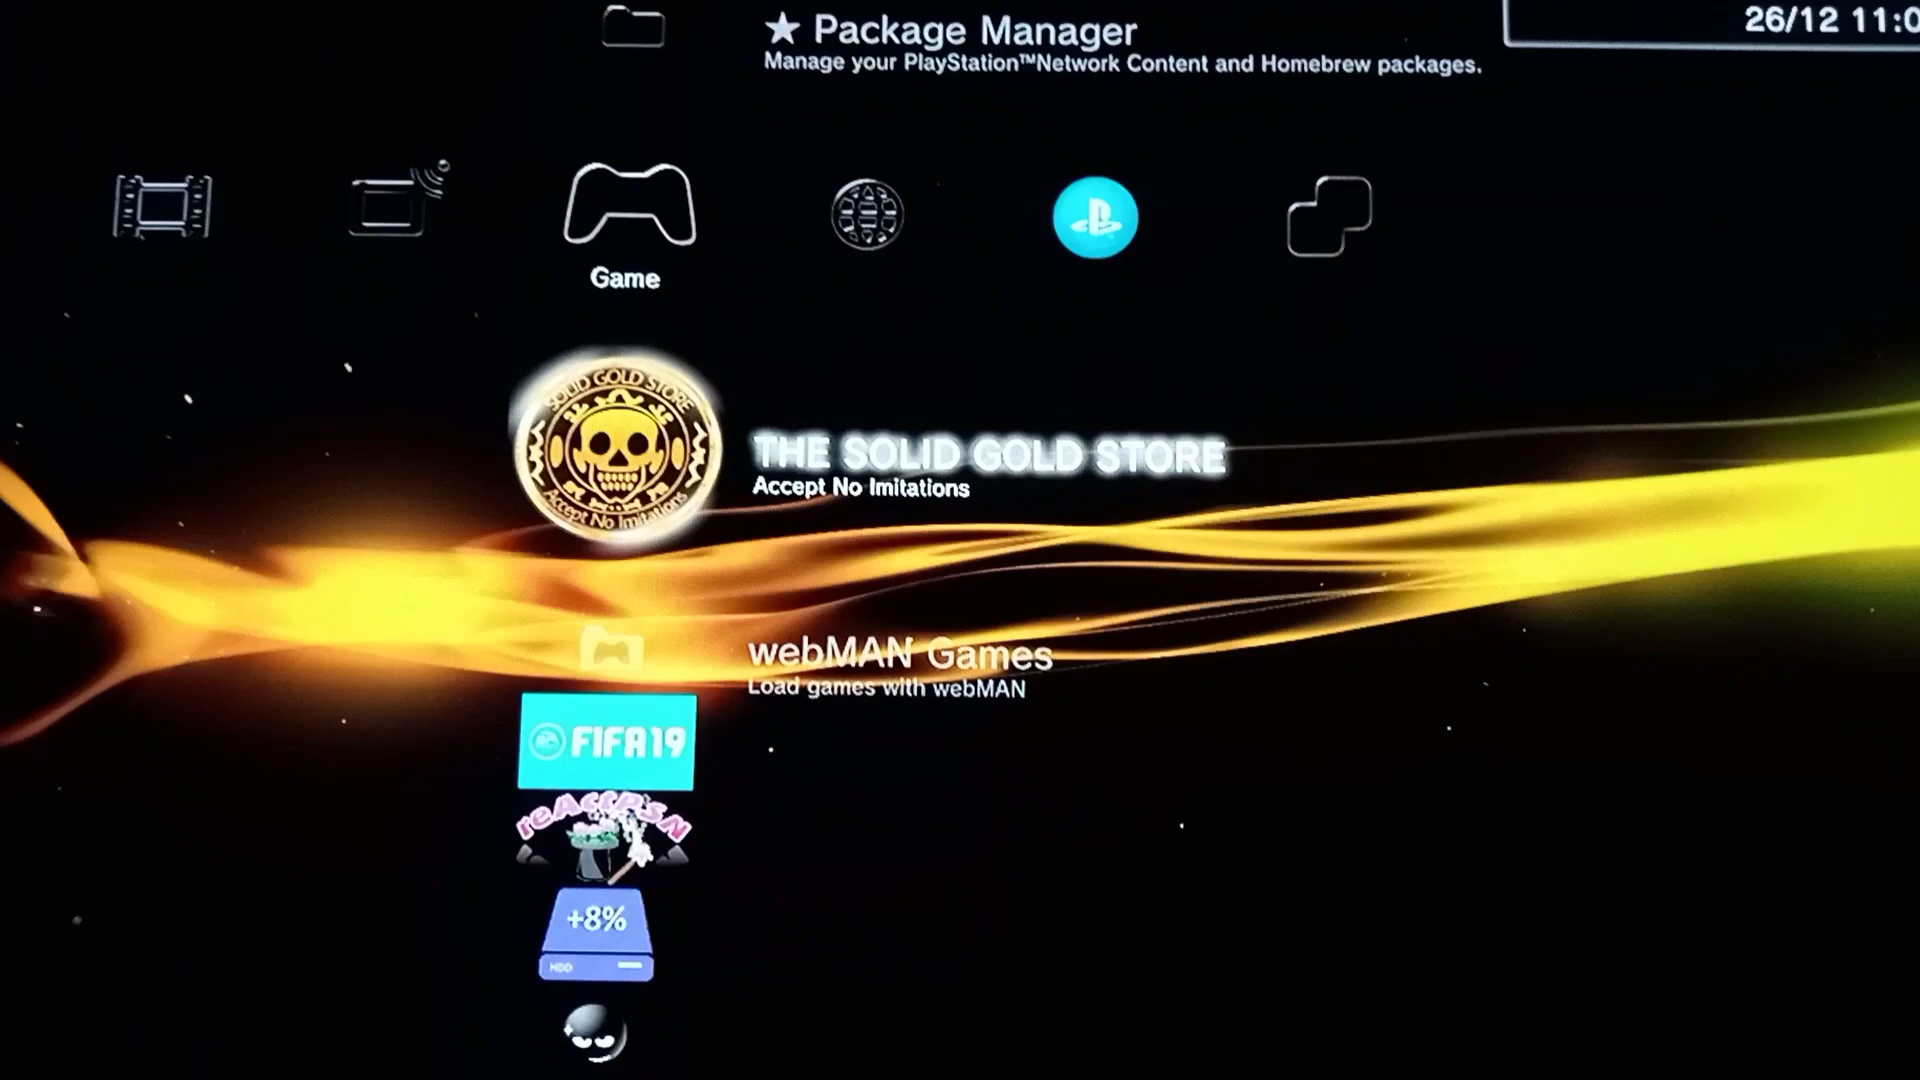 ★ Package Manager
Manage your PlayStation™Network Content and Homebrew packages.
26/12 11:0
Game
SOLID GOLD STORE
Accept No Imitations
THE SOLID GOLD STORE
Accept No Imitations
webMAN Games
Load games with webMAN
FIFA19
reAccPSN
+8%
HDD